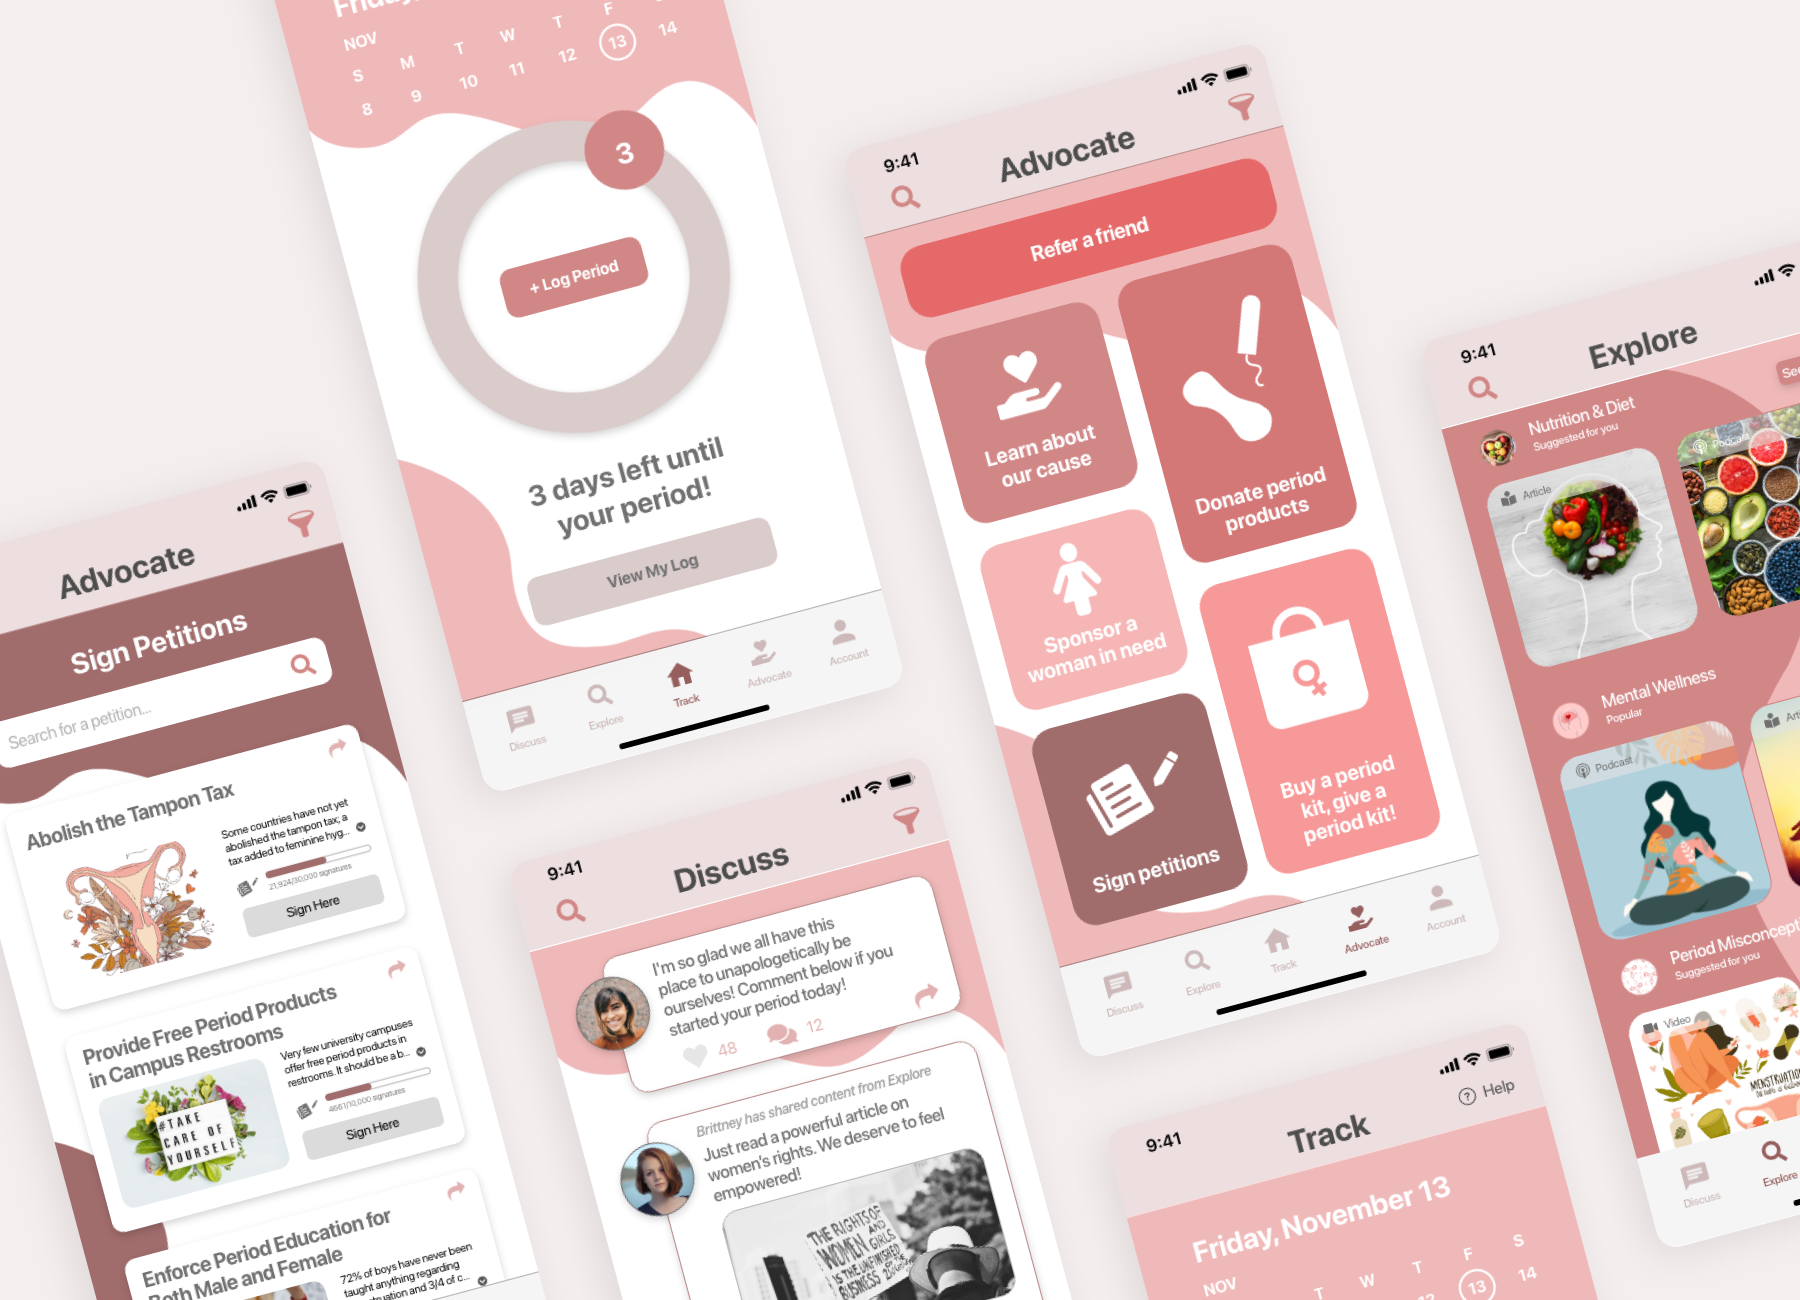 Friday,
NOV
S M T W T F
8 9 10 11 12 13 14
3
+ Log Period
3 days left until
your period!
View My Log
Discuss
Explore
Track
Advocate
Account
Advocate
Sign Petitions
Search for a petition...
Abolish the Tampon Tax
Some countries have not yet
abolished the tampon tax; a
tax added to feminine hyg...
21,924/30,000 signatures
Sign Here
Provide Free Period Products
in Campus Restrooms
#TAKE
CARE OF
YOURSELF
Very few university campuses
offer free period products in
restrooms. It should be a b...
4661/10,000 signatures
Sign Here
Enforce Period Education for
Both Male and Female
72% of boys have never been
taught anything regarding
and 3/4 of c...
9:41
Discuss
I'm so glad we all have this
place to unapologetically be
ourselves! Comment below if you
started your period today!
48
12
Brittney has shared content from Explore
Just read a powerful article on
women's rights. We deserve to feel
empowered!
THE RIGHTS OF
WOMEN AND GIRLS
IS THE UNFINISHED
BUSINESS OF
9:41
Advocate
Refer a friend
Learn about
our cause
Donate period
products
Sponsor a
woman in need
Buy a period
kit, give a
period kit!
Sign petitions
Discuss
Explore
Track
Advocate
Account
9:41
Track
Help
Friday, November 13
NOV
T W T F S
13 14
9:41
Explore
Nutrition & Diet
Suggested for you
Article
Podcast
Mental Wellness
Popular
Podcast
Period
Suggested for you
Video
Discuss
Explore